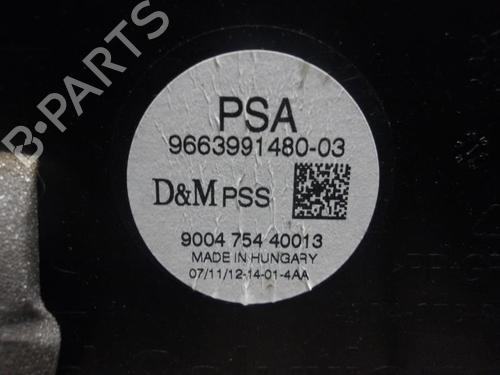 B-PARTS
PSA
9663991480-03
D&M PSS
9004 754 40013
MADE IN HUNGARY
07/11/12-14-01-4AA